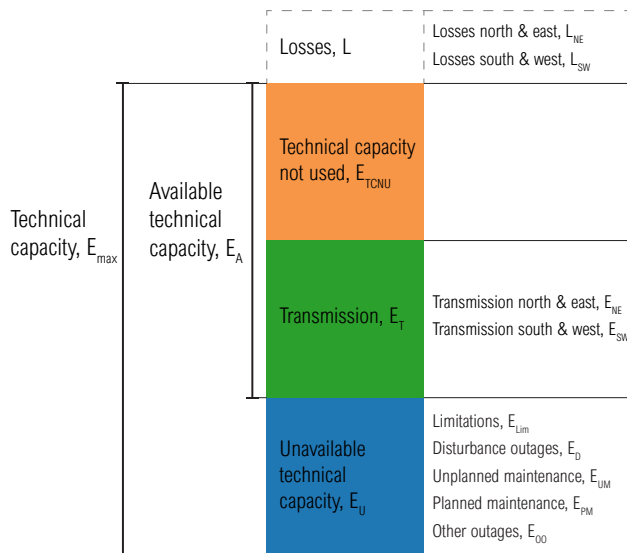 Losses, L
Losses north & east, L_NE
Losses south & west, L_SW
Technical capacity
not used, E_TCNU
Available
technical
capacity, E_A
Technical
capacity, E_max
Transmission, E_T
Transmission north & east, E_NE
Transmission south & west, E_SW
Unavailable
technical
capacity, E_U
Limitations, E_Lim
Disturbance outages, E_D
Unplanned maintenance, E_UM
Planned maintenance, E_PM
Other outages, E_OO